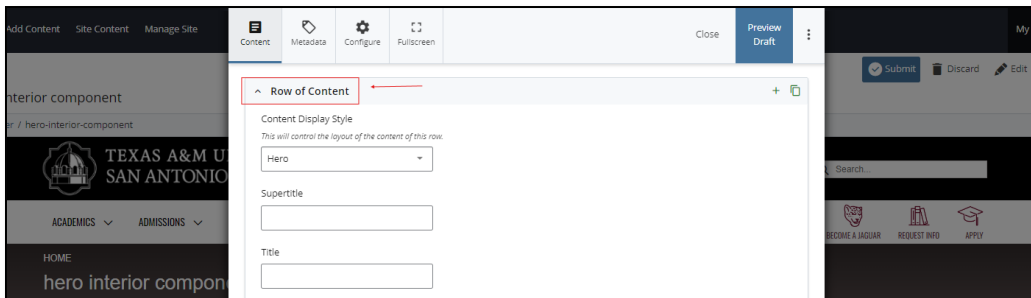 Add Content Site Content Manage Site
Content Metadata Configure Fullscreen Close Preview Draft
My
Submit Discard Edit
interior component
Row of Content
/ hero-interior-component
Content Display Style
This will control the layout of the content of this row.
TEXAS A&M U
SAN ANTONIO
Hero
Search...
Supertitle
ACADEMICS ADMISSIONS
BECOME A JAGUAR REQUEST INFO APPLY
Title
HOME
hero interior compon